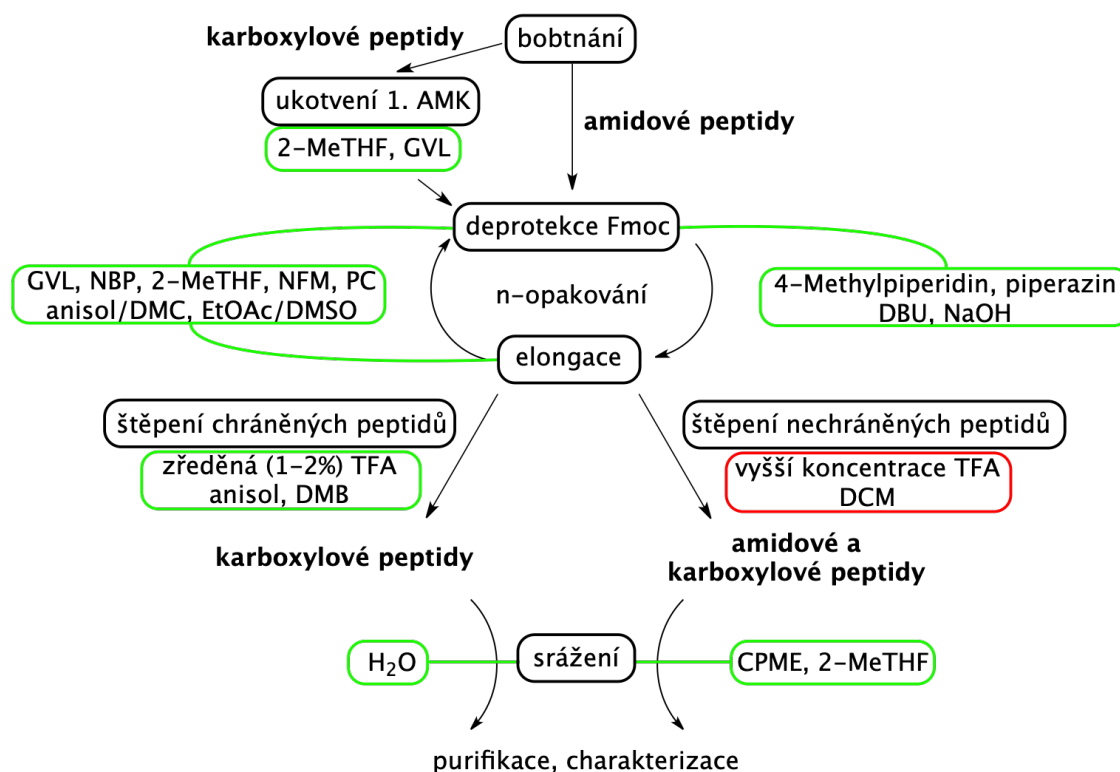 karboxylové peptidy
bobtnání
ukotvení 1. AMK
2-MeTHF, GVL
amidové peptidy
deprotekce Fmoc
GVL, NBP, 2-MeTHF, NFM, PC
anisol/DMC, EtOAc/DMSO
n-opakování
4-Methylpiperidin, piperazin
DBU, NaOH
elongace
štěpení chráněných peptidů
zředěná (1-2%) TFA
anisol, DMB
štěpení nechráněných peptidů
vyšší koncentrace TFA
DCM
karboxylové peptidy
amidové a
karboxylové peptidy
H₂O
srážení
CPME, 2-MeTHF
purifikace, charakterizace